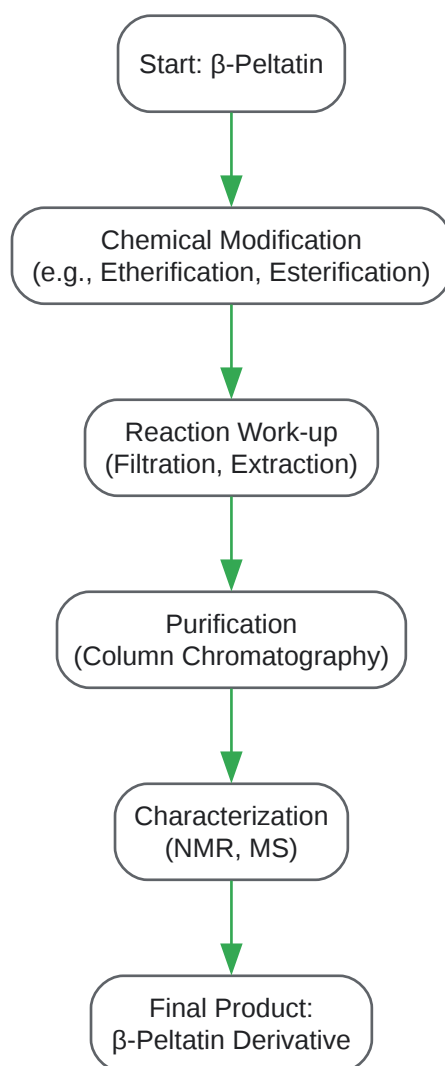 Start: β-Peltatin
Chemical Modification
(e.g., Etherification, Esterification)
Reaction Work-up
(Filtration, Extraction)
Purification
(Column Chromatography)
Characterization
(NMR, MS)
Final Product:
β-Peltatin Derivative